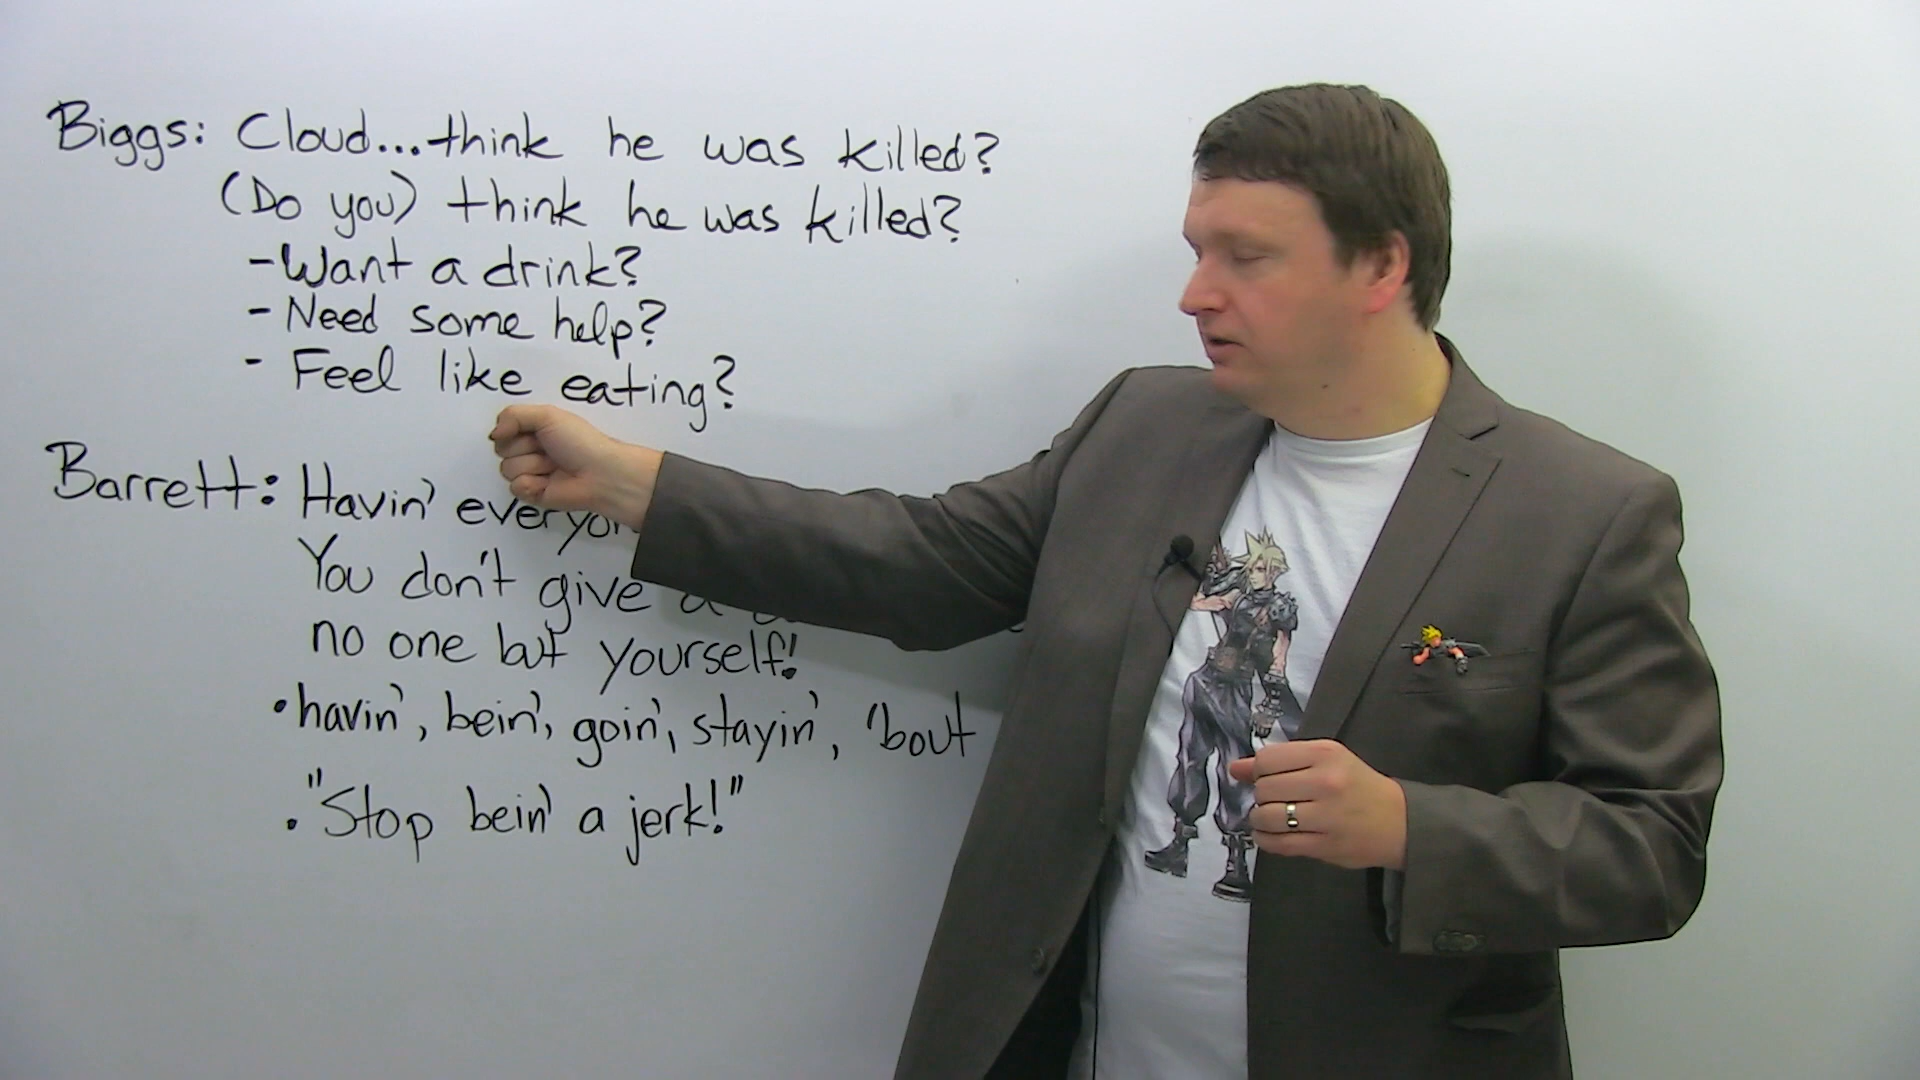 Biggs: Cloud...think he was killed?
(Do you) think he was killed?
-Want a drink?
- Need some help?
- Feel like eating?
Barrett: Havin'
You don't give a
no one but yourself!
•havin', bein', goin', stayin', 'bout
•"Stop bein' a jerk!"